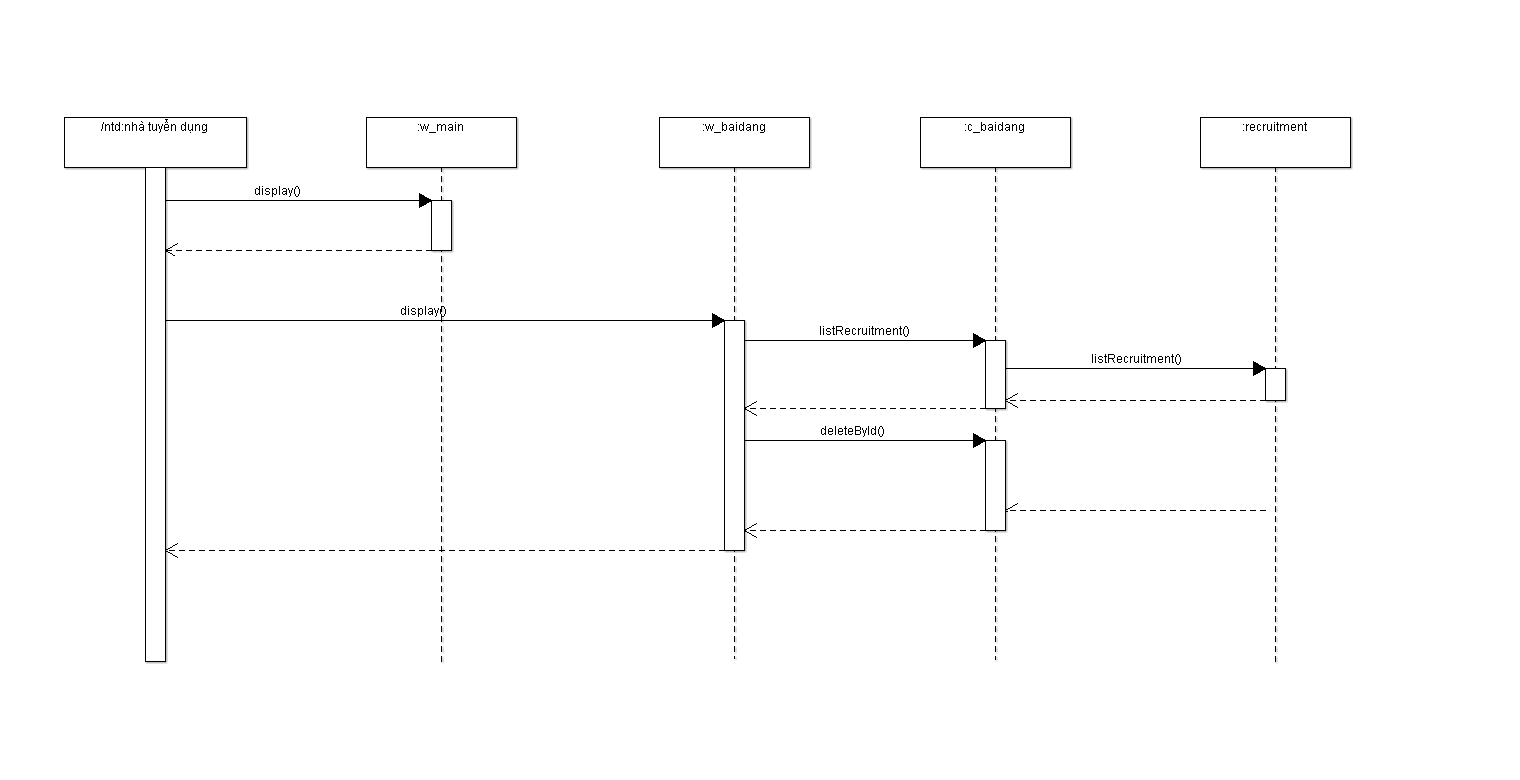 /ntd:nhà tuyển dụng
:w_main
:w_baidang
:c_baidang
:recruitment
display()
display()
listRecruitment()
listRecruitment()
deleteById()